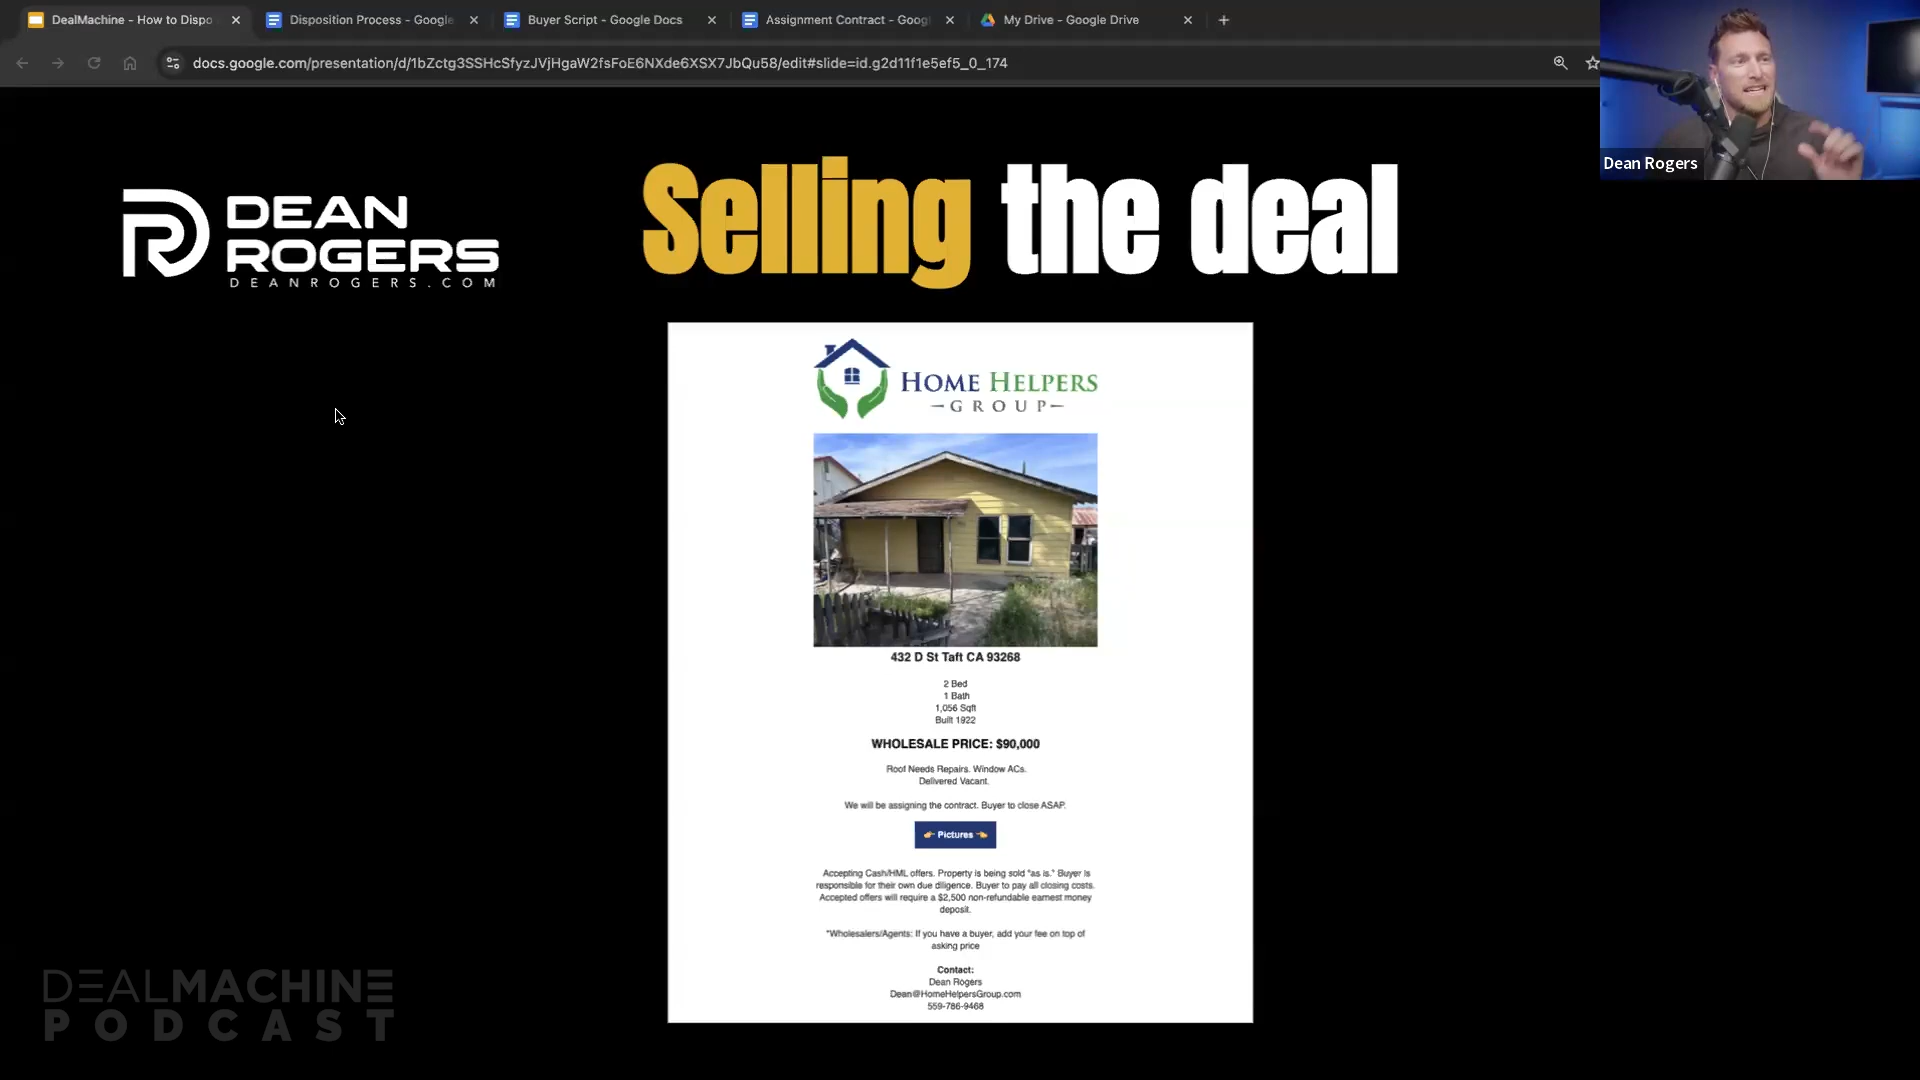 DealMachine - How to Dispo
Disposition Process - Google
Buyer Script - Google Docs
Assignment Contract - Goog
My Drive - Google Drive
docs.google.com/presentation/d/1bZctg3SSHcSfyzJVjHgaW2fsFoE6NXde6XSX7JbQu58/edit#slide=id.g2d11f1e5ef5_0_174
Dean Rogers
DEAN
ROGERS
DEANROGERS.COM
Selling the deal
HOME HELPERS
-GROUP-
432 D St Taft CA 93268
2 Bed
1 Bath
1,056 Sqft
Built 1922
WHOLESALE PRICE: $90,000
Roof Needs Repairs. Window ACs.
Delivered Vacant.
We will be assigning the contract. Buyer to close ASAP.
👉 Pictures 👈
Accepting Cash/HML offers. Property is being sold "as is." Buyer is
responsible for their own due diligence. Buyer to pay all closing costs.
Accepted offers will require a $2,500 non-refundable earnest money
deposit.
*Wholesalers/Agents: If you have a buyer, add your fee on top of
asking price
Contact:
Dean Rogers
Dean@HomeHelpersGroup.com
559-786-9468
DEALMACHINE
PODCAST